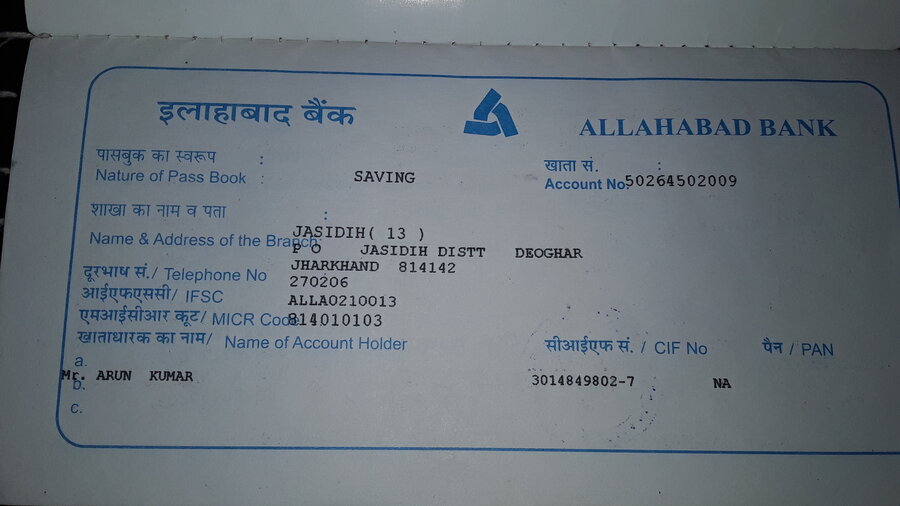 इलाहाबाद बैंक ALLAHABAD BANK
पासबुक का स्वरूप :
Nature of Pass Book : SAVING
खाता सं. :
Account No. 50264502009
शाखा का नाम व पता :
Name & Address of the Branch: JASIDIH( 13 )
P O JASIDIH DISTT DEOGHAR
JHARKHAND 814142
दूरभाष सं./ Telephone No 270206
आईएफएससी/ IFSC ALLA0210013
एमआईसीआर कूट/ MICR Code 814010103
खाताधारक का नाम/ Name of Account Holder सीआईएफ सं. / CIF No पैन / PAN
a.
Mr. ARUN KUMAR 3014849802-7 NA
b.
c.